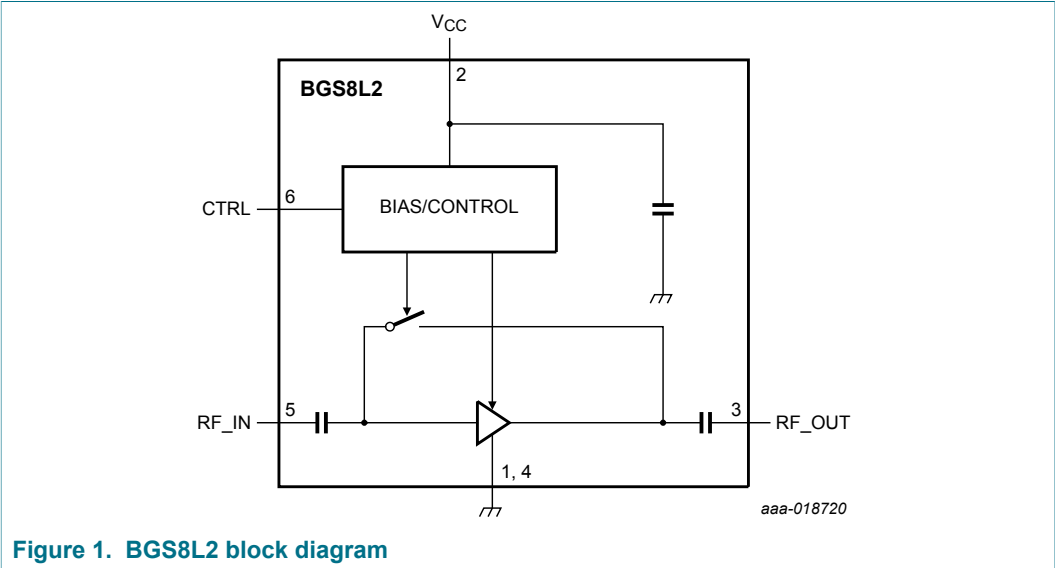 VCC
2
BGS8L2
6
CTRL
BIAS/CONTROL
5
RF_IN
3
RF_OUT
1, 4
aaa-018720
Figure 1. BGS8L2 block diagram